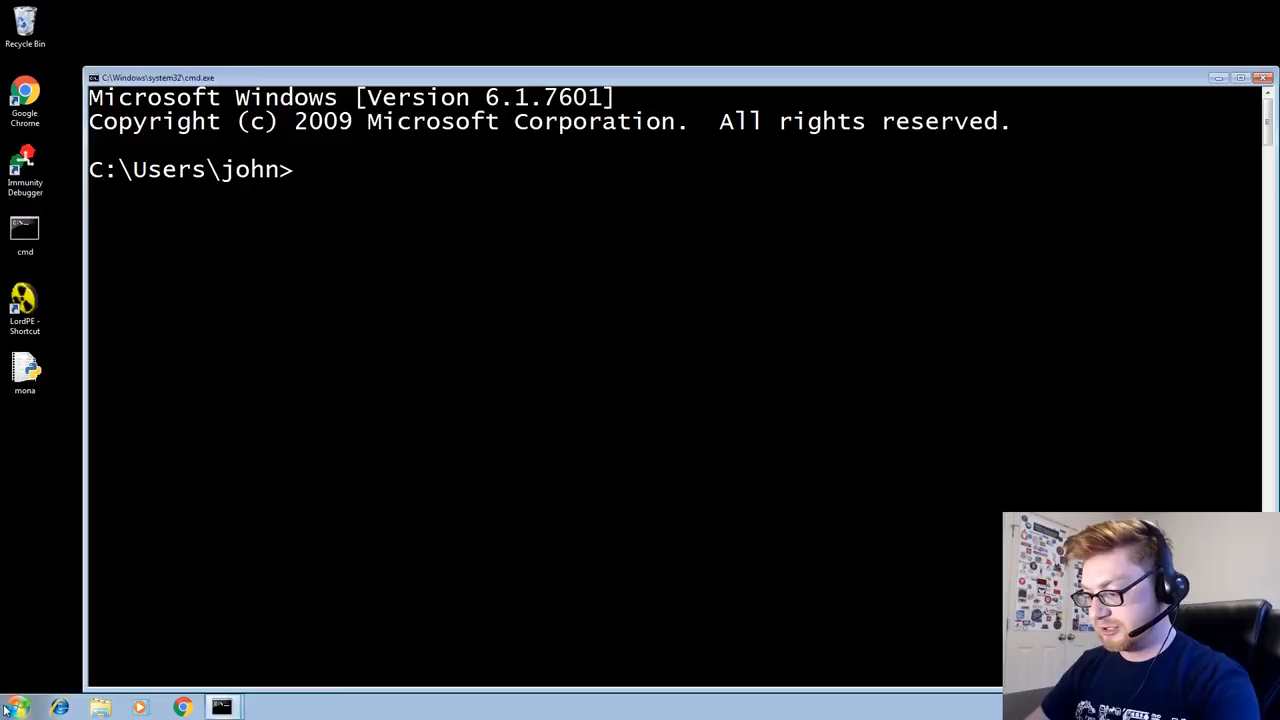 Recycle Bin
Google
Chrome
Immunity
Debugger
cmd
LordPE -
Shortcut
mona
C:\Windows\system32\cmd.exe
Microsoft Windows [Version 6.1.7601]
Copyright (c) 2009 Microsoft Corporation.  All rights reserved.
C:\Users\john>